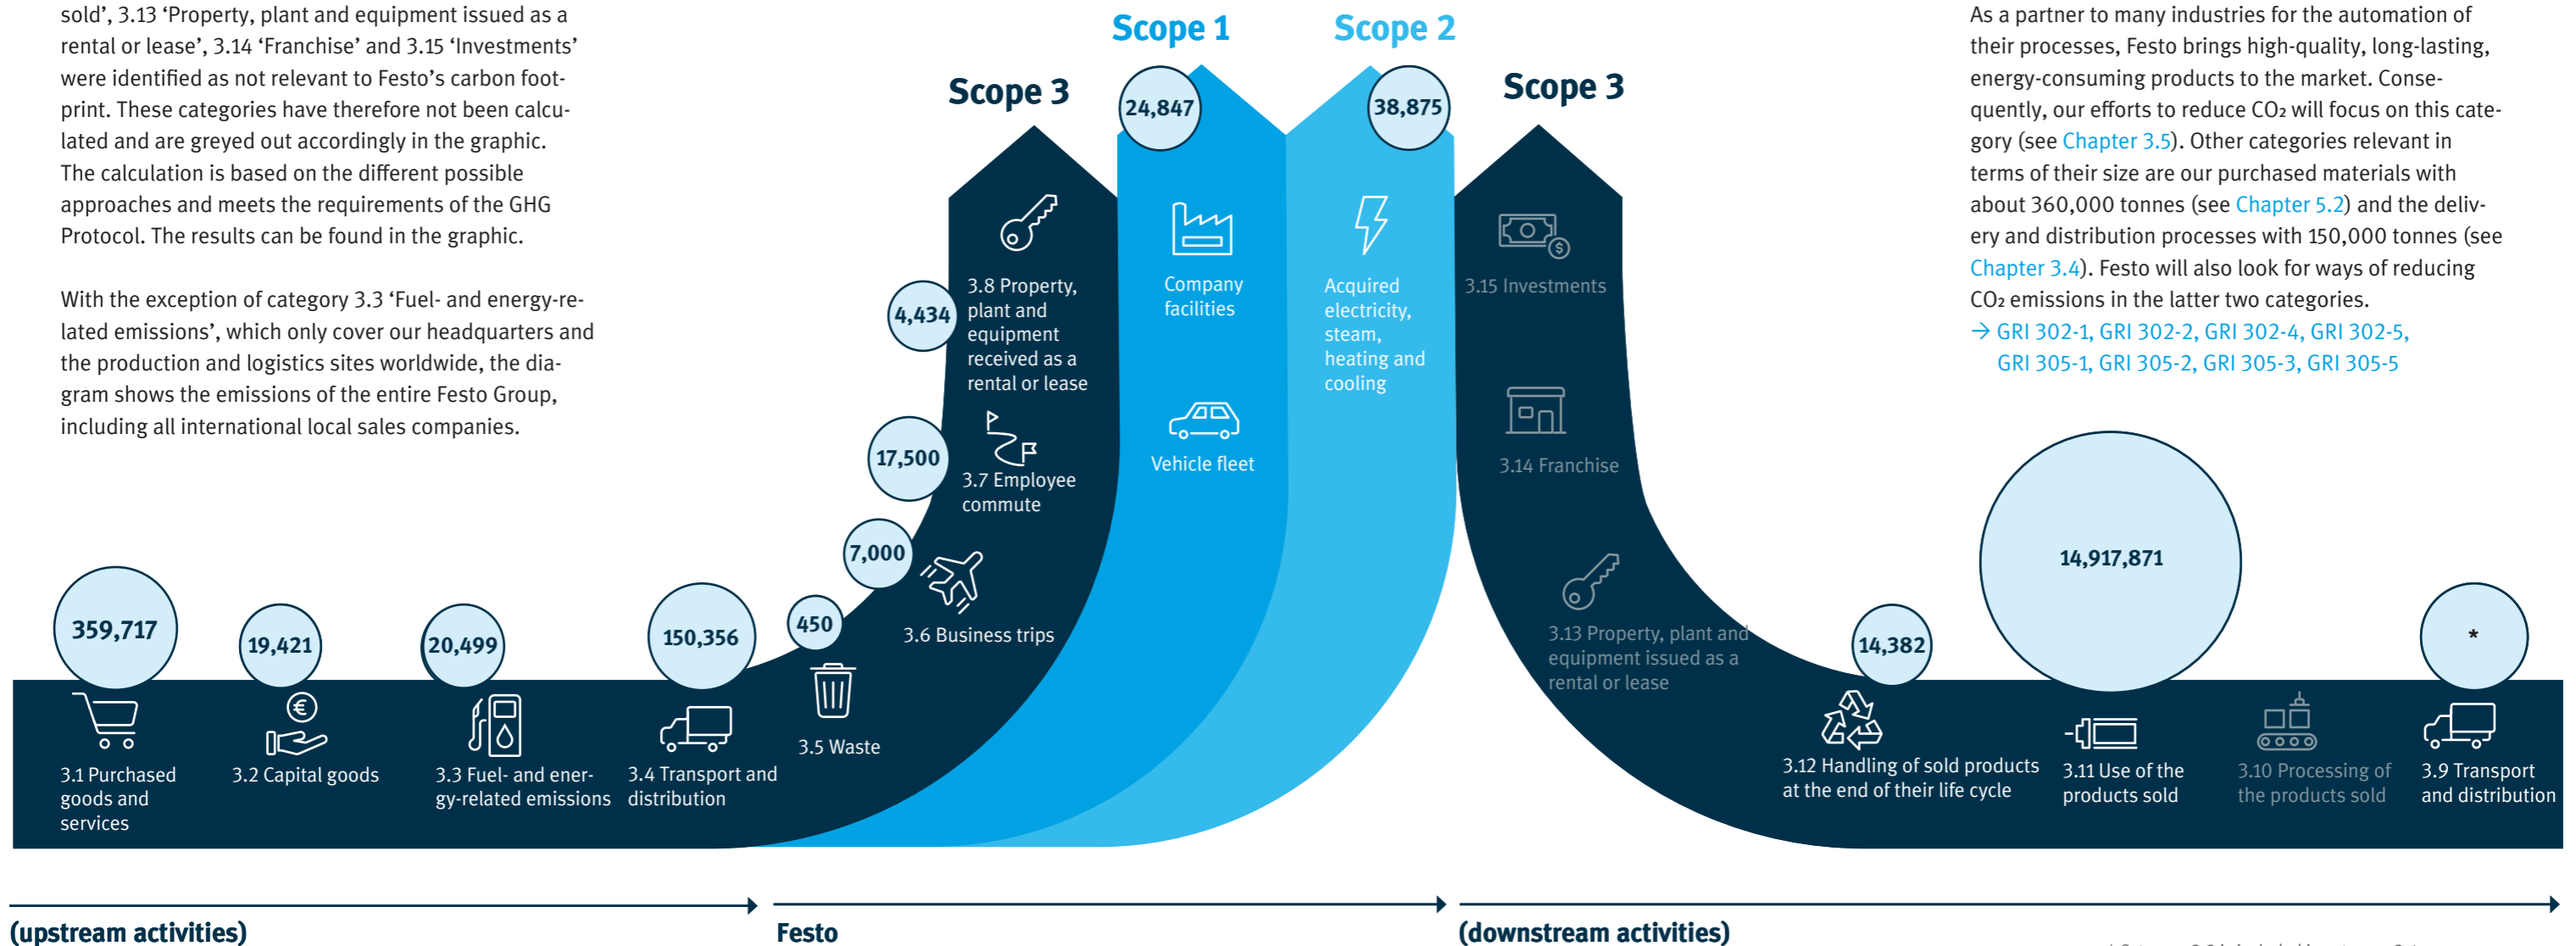 sold’, 3.13 ‘Property, plant and equipment issued as a
rental or lease’, 3.14 ‘Franchise’ and 3.15 ‘Investments’
were identified as not relevant to Festo’s carbon foot-
print. These categories have therefore not been calcu-
lated and are greyed out accordingly in the graphic.
The calculation is based on the different possible
approaches and meets the requirements of the GHG
Protocol. The results can be found in the graphic.
With the exception of category 3.3 ‘Fuel- and energy-re-
lated emissions’, which only cover our headquarters and
the production and logistics sites worldwide, the dia-
gram shows the emissions of the entire Festo Group,
including all international local sales companies.
As a partner to many industries for the automation of
their processes, Festo brings high-quality, long-lasting,
energy-consuming products to the market. Conse-
quently, our efforts to reduce CO₂ will focus on this cate-
gory (see Chapter 3.5). Other categories relevant in
terms of their size are our purchased materials with
about 360,000 tonnes (see Chapter 5.2) and the deliv-
ery and distribution processes with 150,000 tonnes (see
Chapter 3.4). Festo will also look for ways of reducing
CO₂ emissions in the latter two categories.
→ GRI 302-1, GRI 302-2, GRI 302-4, GRI 302-5,
GRI 305-1, GRI 305-2, GRI 305-3, GRI 305-5
359,717
3.1 Purchased
goods and
services
19,421
€
3.2 Capital goods
20,499
3.3 Fuel- and ener-
gy-related emissions
150,356
3.4 Transport and
distribution
450
3.5 Waste
7,000
3.6 Business trips
17,500
3.7 Employee
commute
4,434
3.8 Property,
plant and
equipment
received as a
rental or lease
Scope 3
Scope 1
24,847
Company
facilities
Vehicle fleet
Scope 2
38,875
Acquired
electricity,
steam,
heating and
cooling
Scope 3
$
3.15 Investments
3.14 Franchise
3.13 Property, plant and
equipment issued as a
rental or lease
14,382
3.12 Handling of sold products
at the end of their life cycle
14,917,871
3.11 Use of the
products sold
3.10 Processing of
the products sold
*
3.9 Transport
and distribution
(upstream activities)
Festo
(downstream activities)